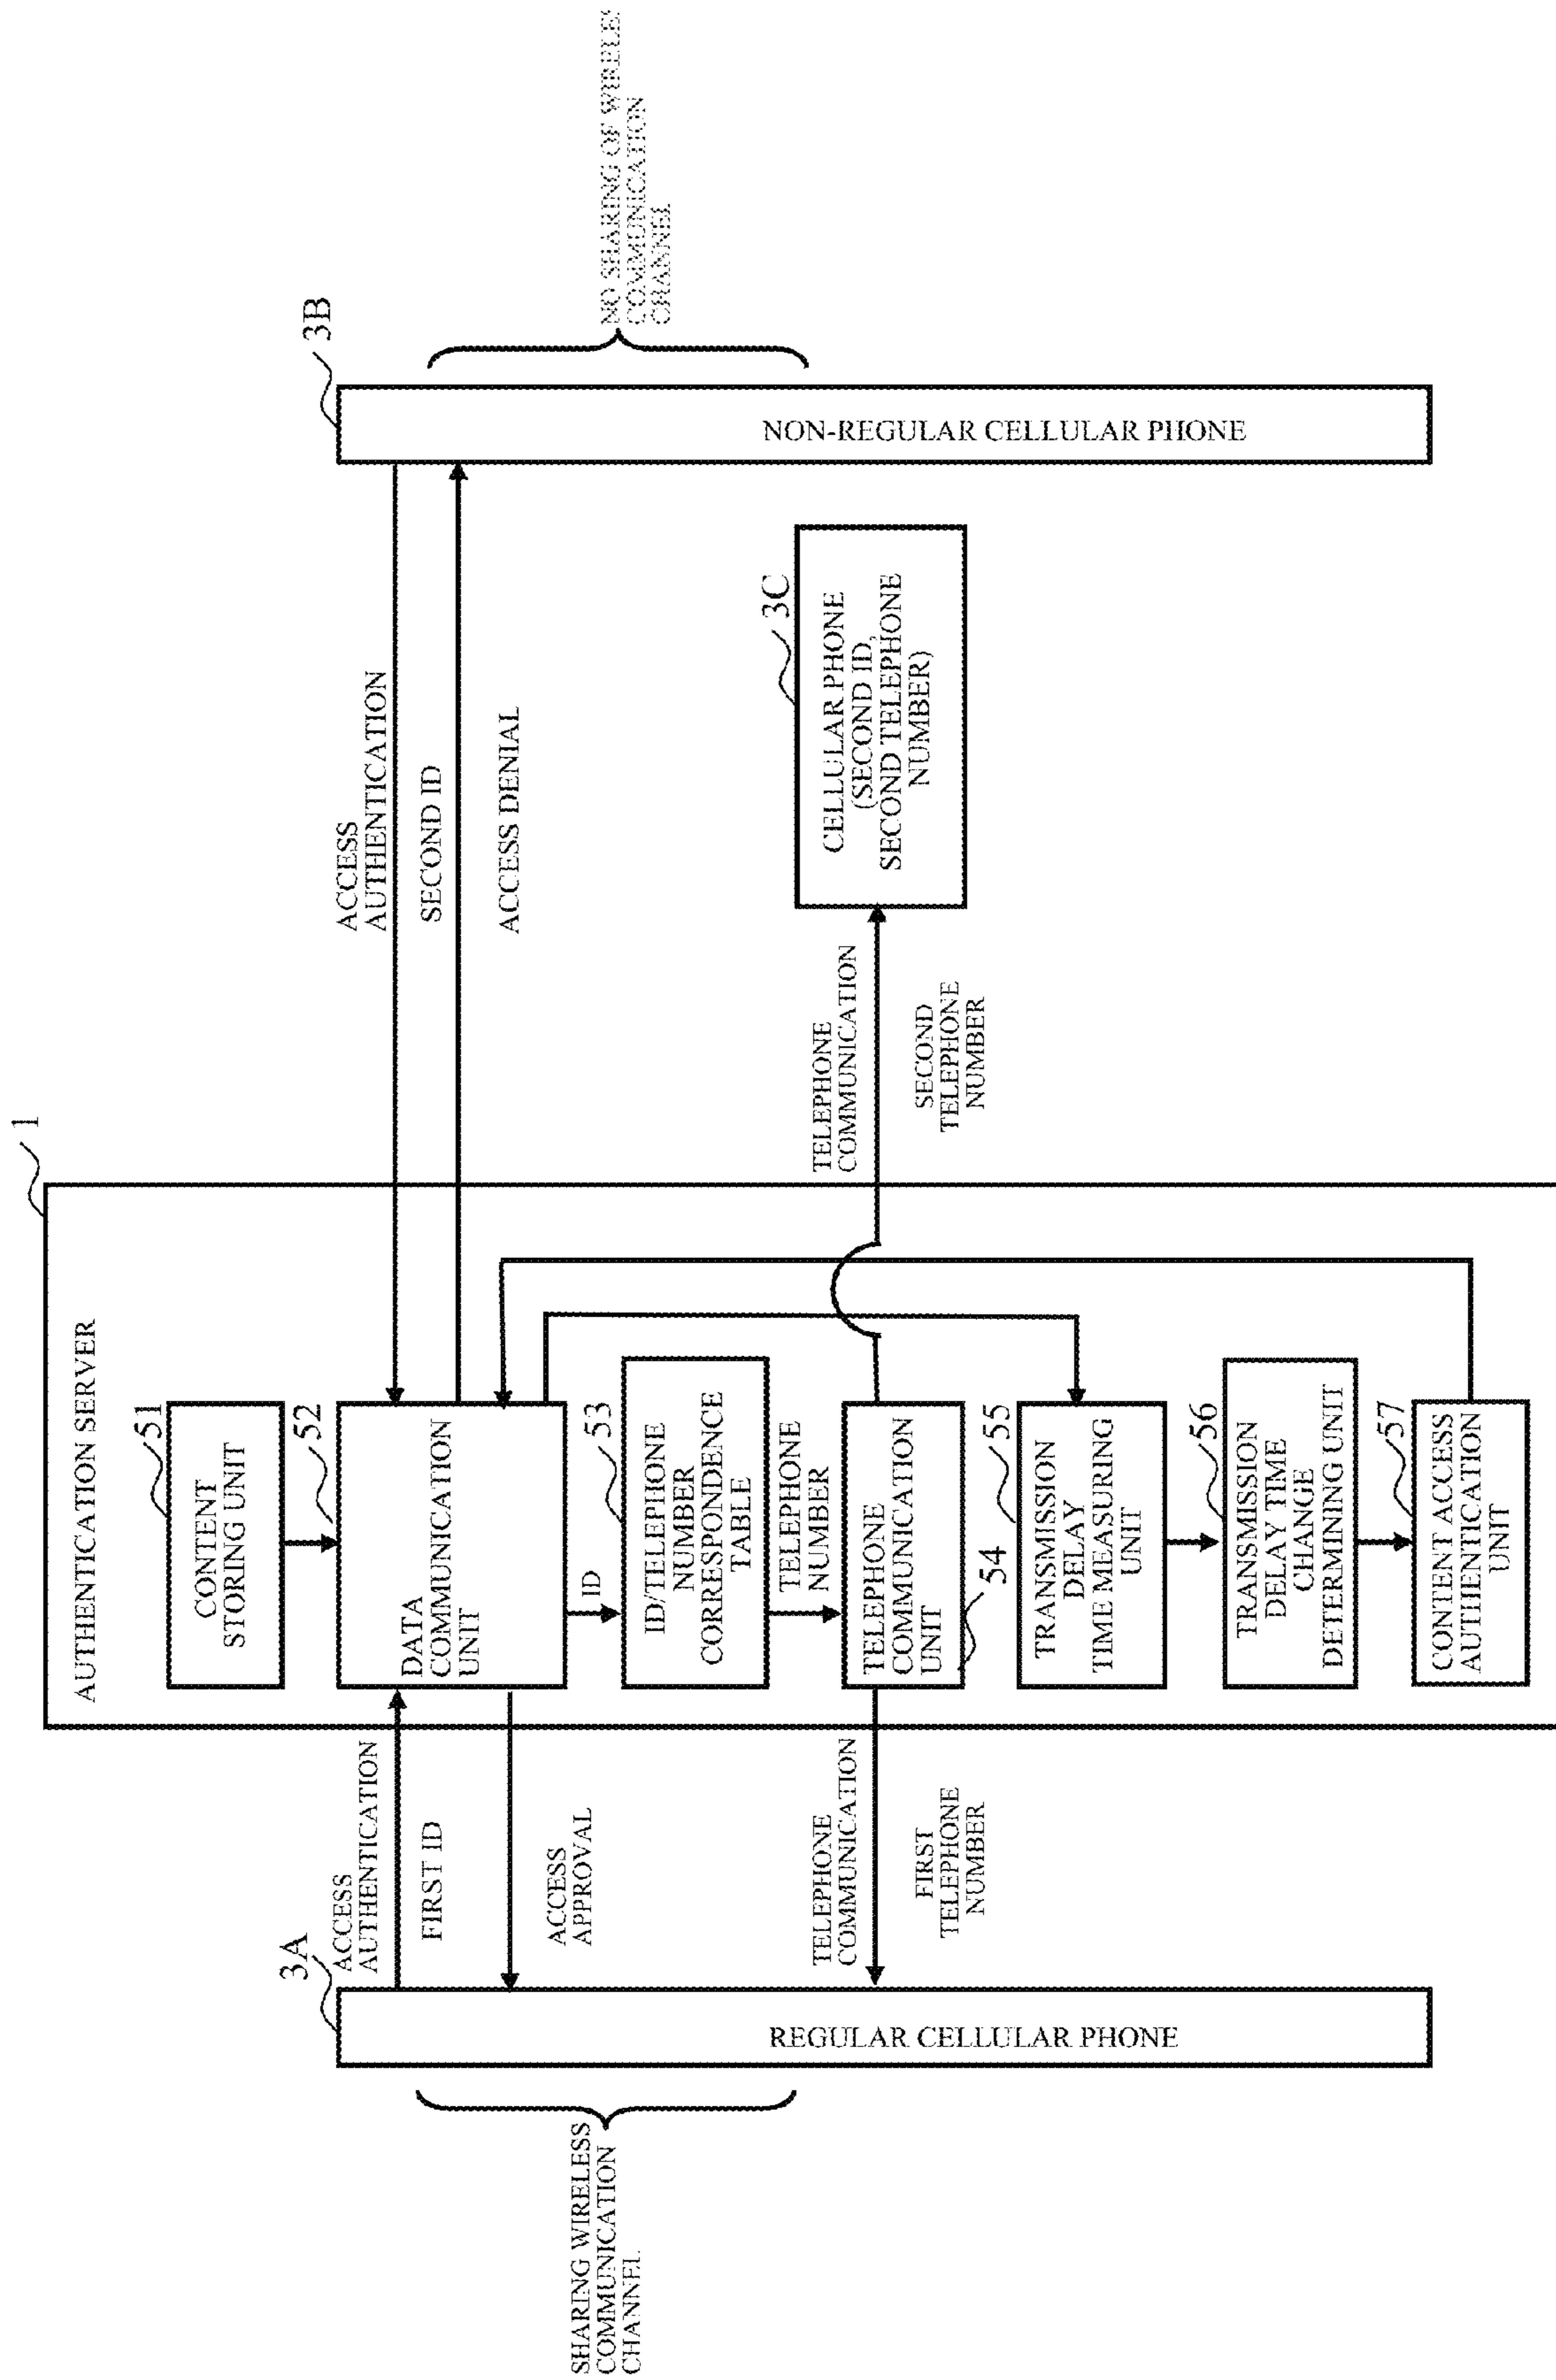 1
AUTHENTICATION SERVER
51
CONTENT
STORING UNIT
52
DATA
COMMUNICATION
UNIT
ID
53
ID/TELEPHONE
NUMBER
CORRESPONDENCE
TABLE
TELEPHONE
NUMBER
TELEPHONE
COMMUNICATION
UNIT
54
55
TRANSMISSION
DELAY
TIME MEASURING
UNIT
56
TRANSMISSION
DELAY TIME
CHANGE
DETERMINING UNIT
57
CONTENT ACCESS
AUTHENTICATION
UNIT
3A
REGULAR CELLULAR PHONE
SHARING WIRELESS
COMMUNICATION
CHANNEL
ACCESS
AUTHENTICATION
FIRST ID
ACCESS
APPROVAL
TELEPHONE
COMMUNICATION
FIRST
TELEPHONE
NUMBER
ACCESS
AUTHENTICATION
SECOND ID
ACCESS DENIAL
TELEPHONE
COMMUNICATION
SECOND
TELEPHONE
NUMBER
3C
CELLULAR PHONE
(SECOND ID,
SECOND TELEPHONE
NUMBER)
3B
NON-REGULAR CELLULAR PHONE
NO SHARING OF WIRELES
COMMUNICATION
CHANNEL